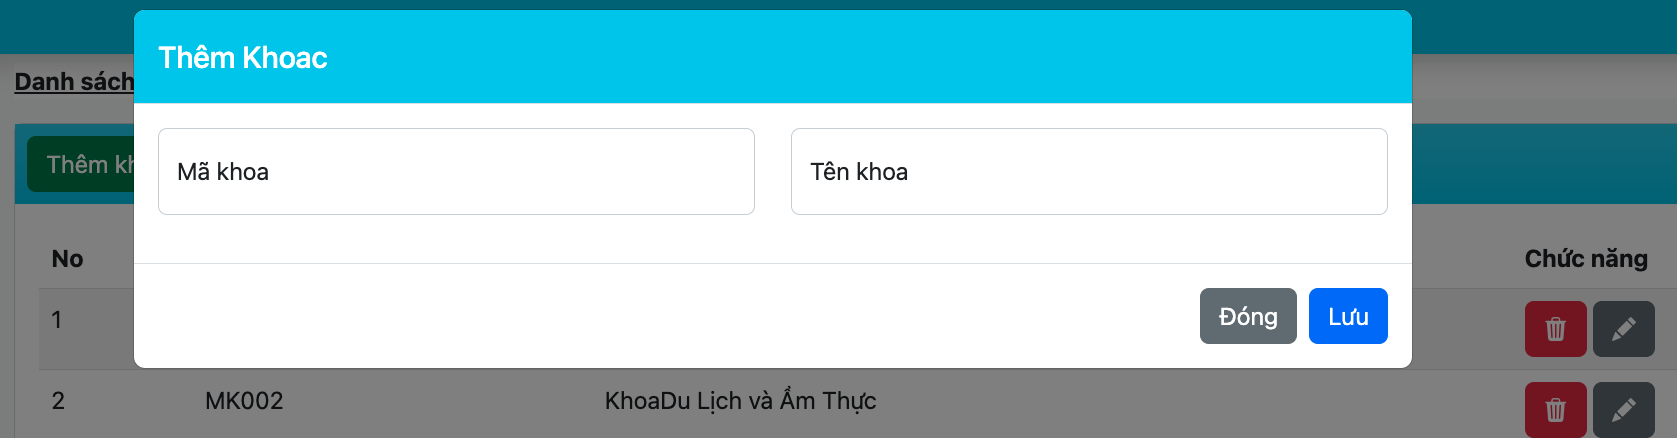 Thêm Khoac
Danh sách
Mã khoa
Tên khoa
Thêm kh
No
Chức năng
1
Đóng
Lưu
2 MK002 KhoaDu Lịch và Ẩm Thực